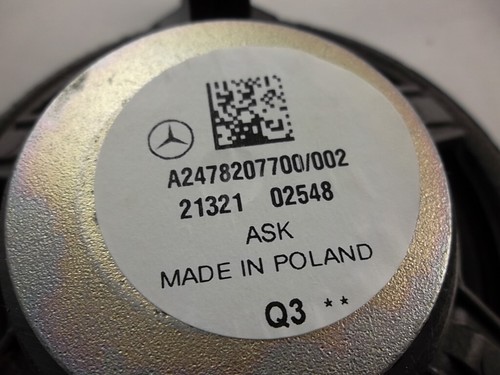 A2478207700/002
21321 02548
ASK
MADE IN POLAND
Q3 **